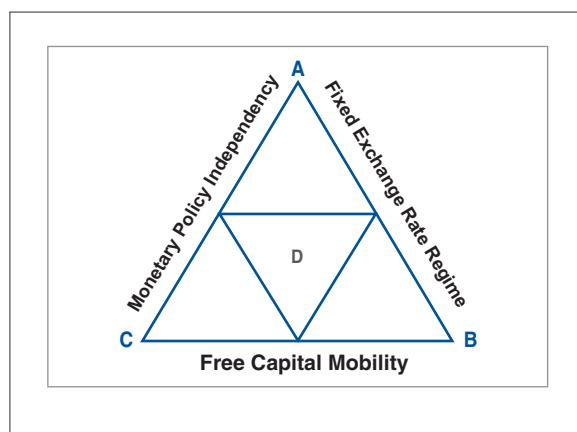 A
Monetary Policy Independency
Fixed Exchange Rate Regime
D
C
B
Free Capital Mobility